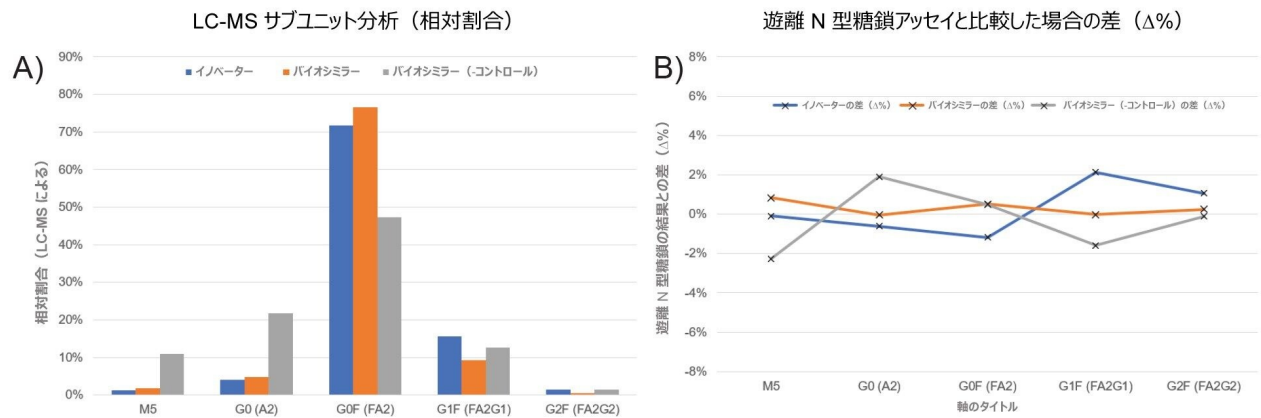 LC-MS サブユニット分析（相対割合）
A)
90%
イノベーター バイオシミラー バイオシミラー（-コントロール）
80%
70%
60%
50%
40%
30%
20%
10%
0%
相対割合（LC-MS による）
M5 G0 (A2) G0F (FA2) G1F (FA2G1) G2F (FA2G2)
遊離 N 型糖鎖アッセイと比較した場合の差（Δ%）
B)
8%
6%
イノベーターの差（Δ%） バイオシミラーの差（Δ%） バイオシミラー（-コントロール）の差（Δ%）
4%
2%
0%
-2%
-4%
-6%
-8%
遊離 N 型糖鎖の結果との差（Δ%）
M5 G0 (A2) G0F (FA2) G1F (FA2G1) G2F (FA2G2)
軸のタイトル